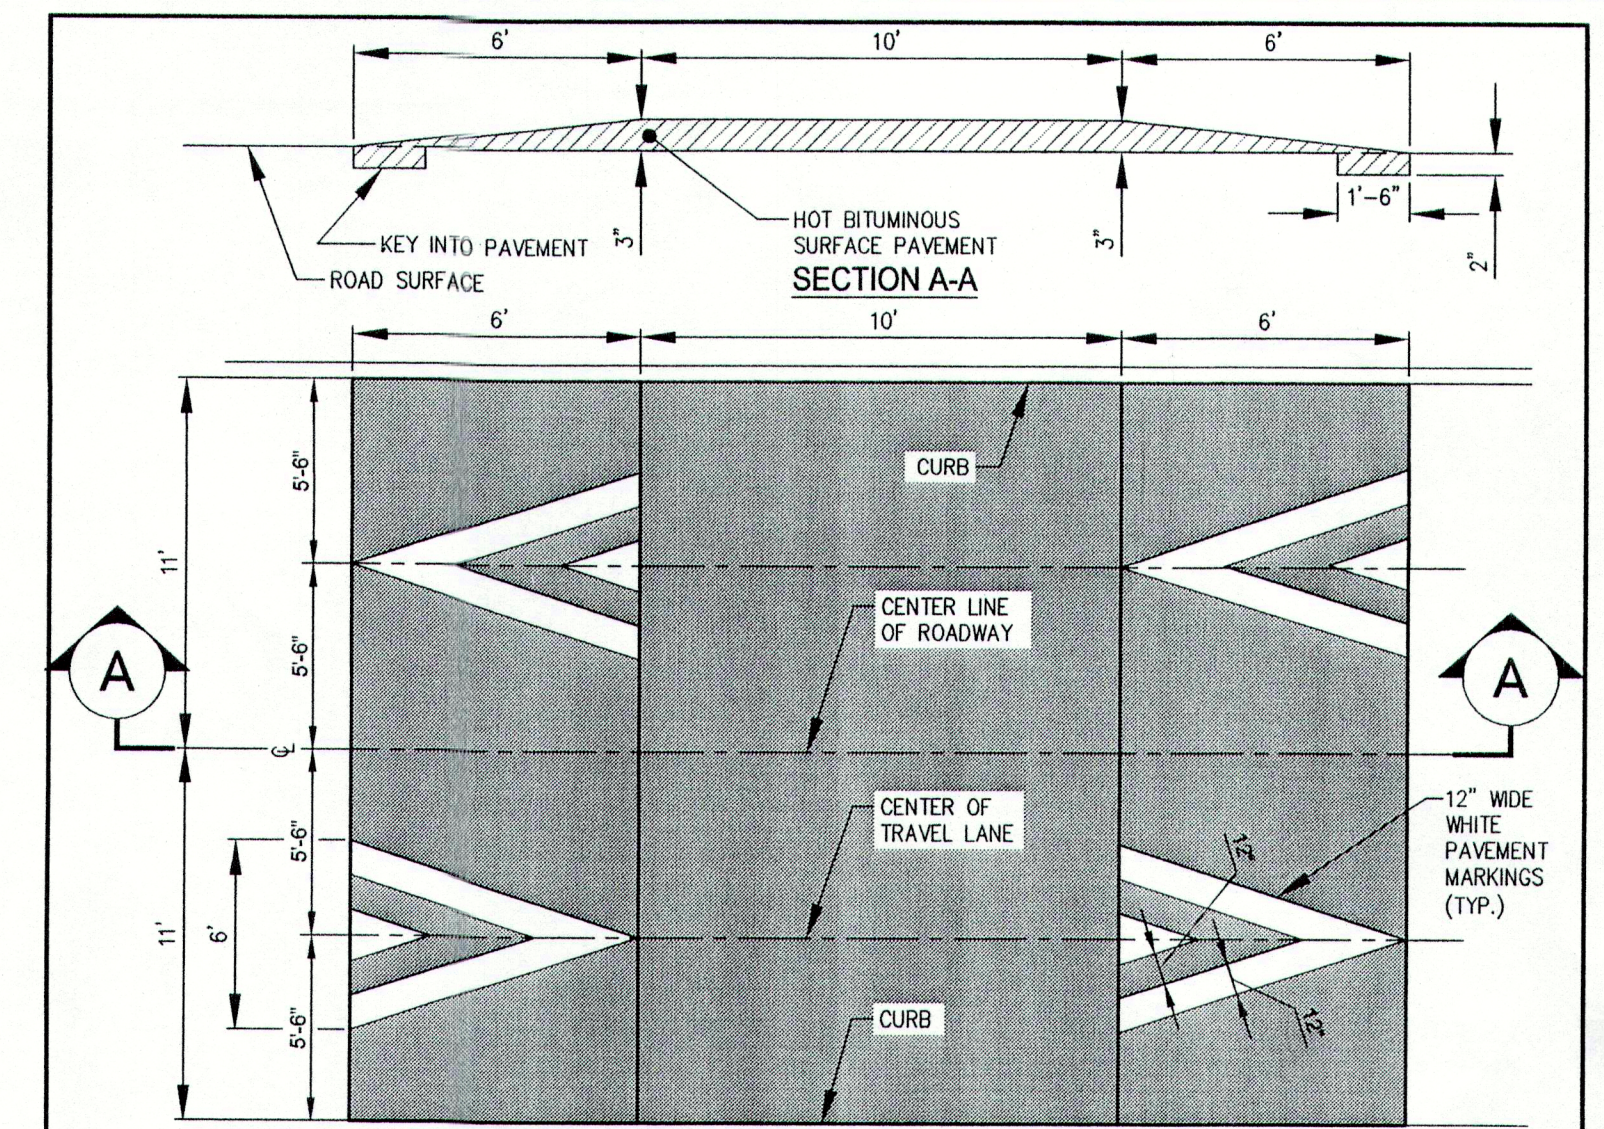 6' 10' 6'
1'-6"
HOT BITUMINOUS
SURFACE PAVEMENT
KEY INTO PAVEMENT
3" 3" 2"
ROAD SURFACE
SECTION A-A
6' 10' 6'
5'-6"
CURB
11'
CENTER LINE
OF ROADWAY
5'-6"
A A
℄
CENTER OF
TRAVEL LANE
12" WIDE
WHITE
PAVEMENT
MARKINGS
(TYP.)
5'-6"
12"
11'
6'
12"
CURB
5'-6"